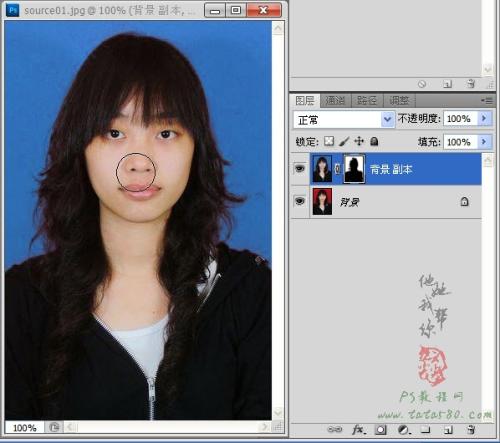 source01.jpg @ 100% (背景 副本, ...
图层 通道 路径 调整
正常 不透明度: 100%
锁定: 填充: 100%
背景 副本
背景
他她
我帮
你
PS教程网
www.tata580.com
100%